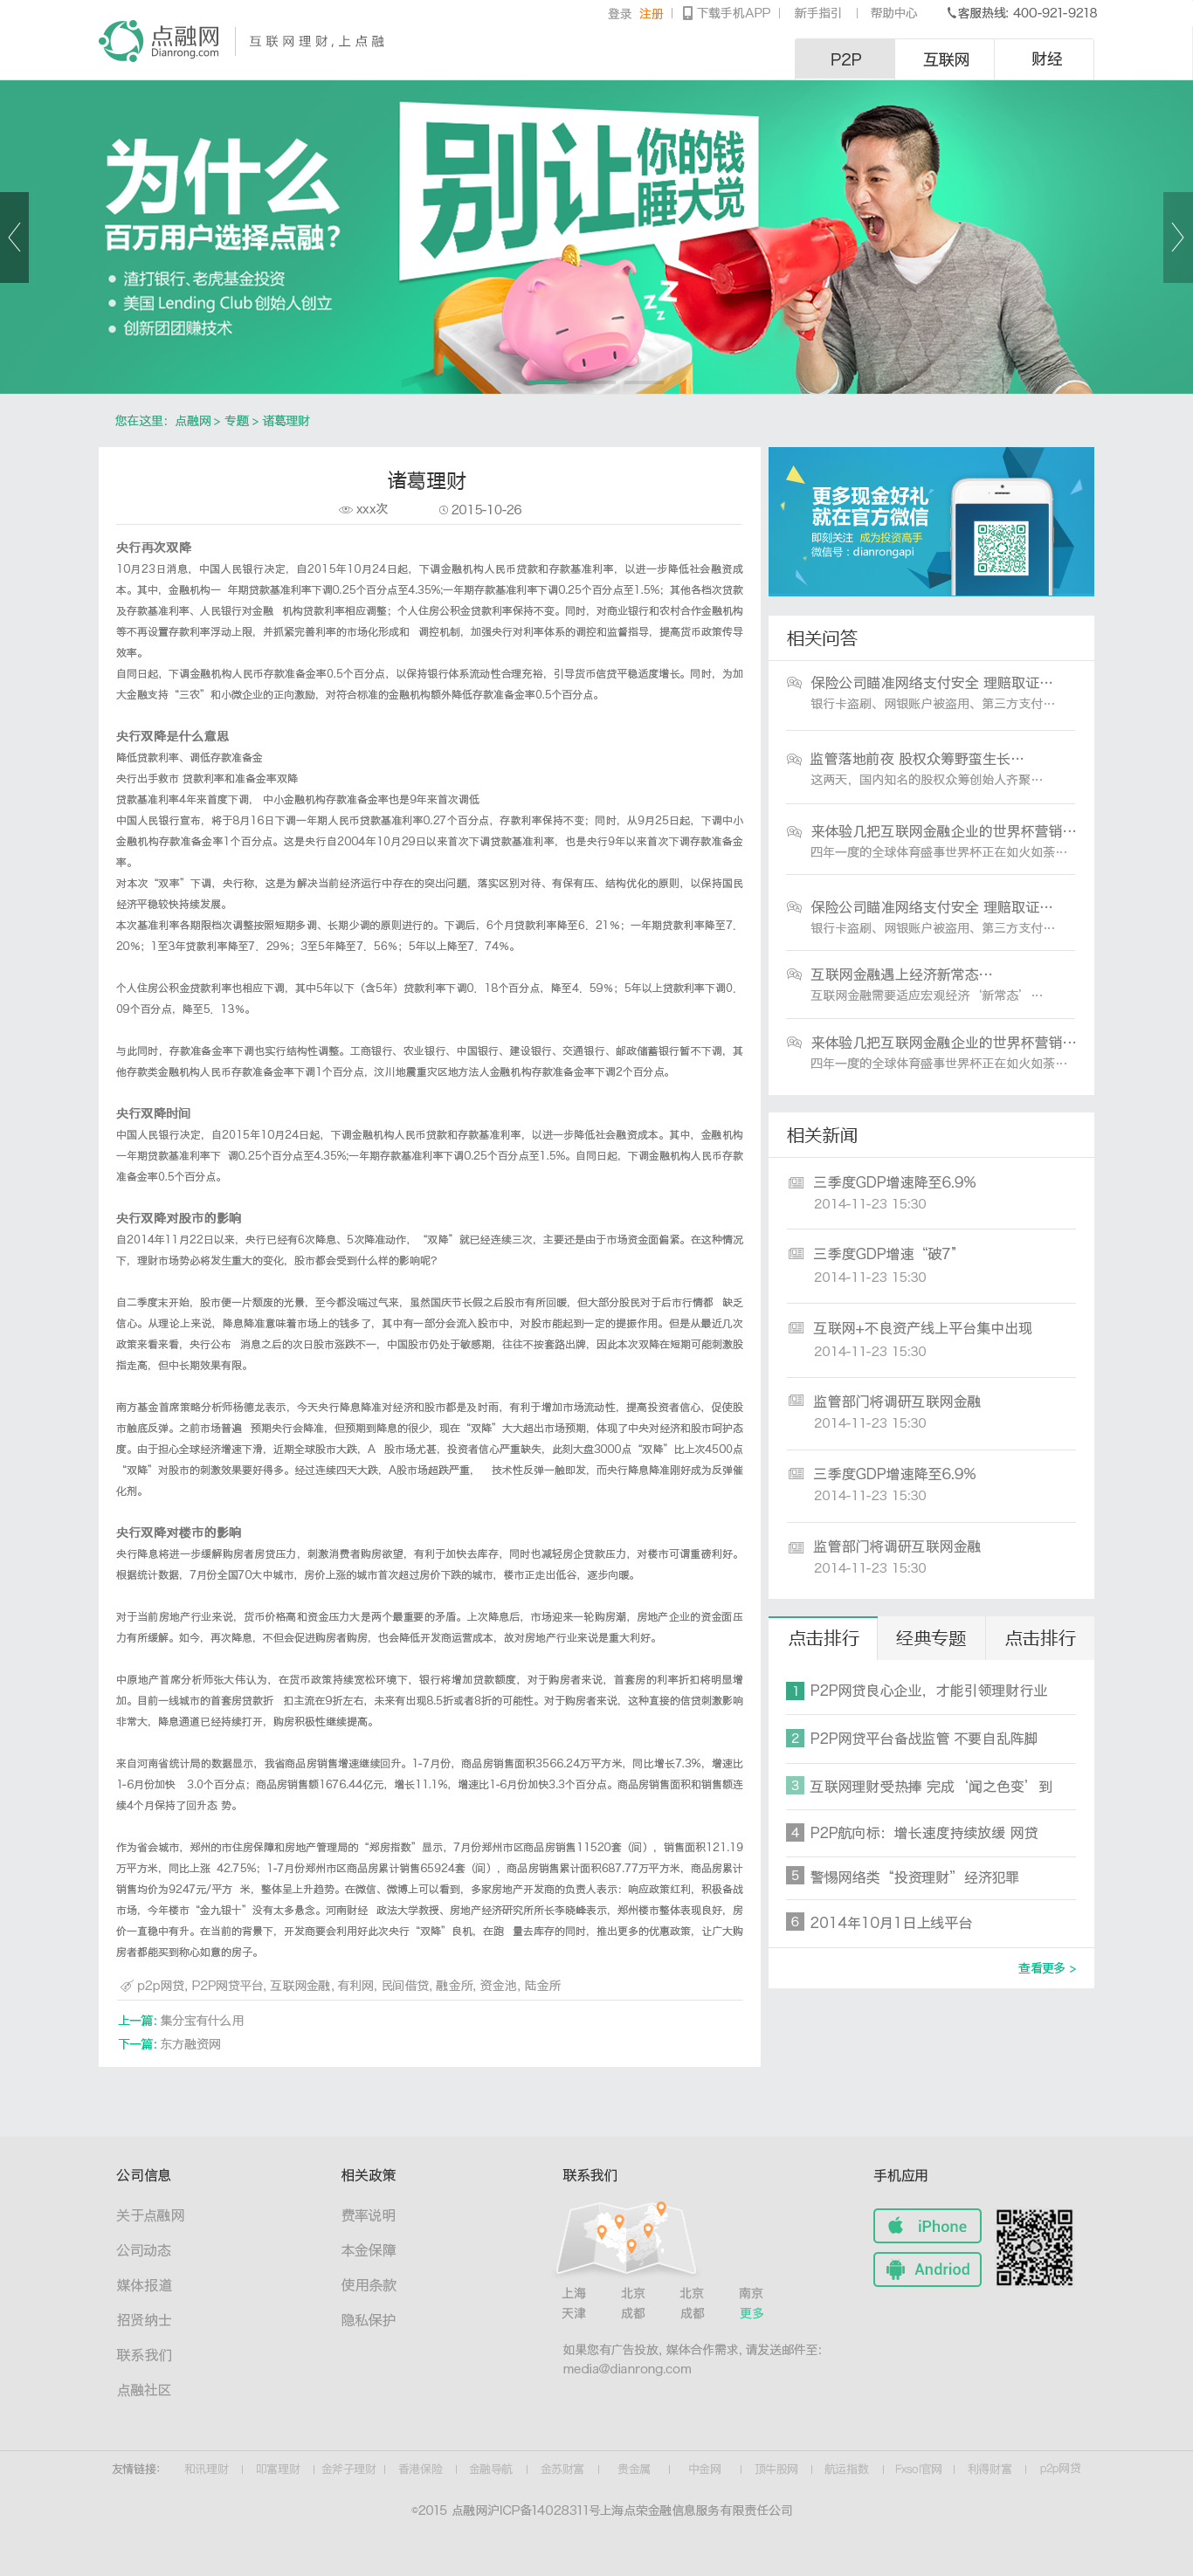 登录 注册 | 下载手机APP | 新手指引 | 帮助中心 客服热线: 400-921-9218
点融网 Dianrong.com
互联网理财,上点融
P2P 互联网 财经
为什么
百万用户选择点融?
渣打银行、老虎基金投资
美国 Lending Club 创始人创立
创新团团赚技术
别让你的钱睡大觉
z z z z
您在这里: 点融网 > 专题 > 诸葛理财
诸葛理财
xxx次 2015-10-26
央行再次双降
10月23日消息，中国人民银行决定，自2015年10月24日起，下调金融机构人民币贷款和存款基准利率，以进一步降低社会融资成
本。其中，金融机构一 年期贷款基准利率下调0.25个百分点至4.35%;一年期存款基准利率下调0.25个百分点至1.5%；其他各档次贷款
及存款基准利率、人民银行对金融 机构贷款利率相应调整；个人住房公积金贷款利率保持不变。同时，对商业银行和农村合作金融机构
等不再设置存款利率浮动上限，并抓紧完善利率的市场化形成和 调控机制，加强央行对利率体系的调控和监督指导，提高货币政策传导
效率。
自同日起，下调金融机构人民币存款准备金率0.5个百分点，以保持银行体系流动性合理充裕，引导货币信贷平稳适度增长。同时，为加
大金融支持“三农”和小微企业的正向激励，对符合标准的金融机构额外降低存款准备金率0.5个百分点。
央行双降是什么意思
降低贷款利率、调低存款准备金
央行出手救市 贷款利率和准备金率双降
贷款基准利率4年来首度下调， 中小金融机构存款准备金率也是9年来首次调低
中国人民银行宣布，将于8月16日下调一年期人民币贷款基准利率0.27个百分点，存款利率保持不变；同时，从9月25日起，下调中小
金融机构存款准备金率1个百分点。这是央行自2004年10月29日以来首次下调贷款基准利率，也是央行9年以来首次下调存款准备金
率。
对本次“双率”下调，央行称，这是为解决当前经济运行中存在的突出问题，落实区别对待、有保有压、结构优化的原则，以保持国民
经济平稳较快持续发展。
本次基准利率各期限档次调整按照短期多调、长期少调的原则进行的。下调后，6个月贷款利率降至6．21%；一年期贷款利率降至7．
20%；1至3年贷款利率降至7．29%；3至5年降至7．56%；5年以上降至7．74%。
个人住房公积金贷款利率也相应下调，其中5年以下（含5年）贷款利率下调0．18个百分点，降至4．59%；5年以上贷款利率下调0．
09个百分点，降至5．13%。
与此同时，存款准备金率下调也实行结构性调整。工商银行、农业银行、中国银行、建设银行、交通银行、邮政储蓄银行暂不下调，其
他存款类金融机构人民币存款准备金率下调1个百分点，汶川地震重灾区地方法人金融机构存款准备金率下调2个百分点。
央行双降时间
中国人民银行决定，自2015年10月24日起，下调金融机构人民币贷款和存款基准利率，以进一步降低社会融资成本。其中，金融机构
一年期贷款基准利率下 调0.25个百分点至4.35%;一年期存款基准利率下调0.25个百分点至1.5%。自同日起，下调金融机构人民币存款
准备金率0.5个百分点。
央行双降对股市的影响
自2014年11月22日以来，央行已经有6次降息、5次降准动作，“双降”就已经连续三次，主要还是由于市场资金面偏紧。在这种情况
下，理财市场势必将发生重大的变化，股市都会受到什么样的影响呢？
自二季度末开始，股市便一片颓废的光景，至今都没喘过气来，虽然国庆节长假之后股市有所回暖，但大部分股民对于后市行情都 缺乏
信心。从理论上来说，降息降准意味着市场上的钱多了，其中有一部分会流入股市中，对股市能起到一定的提振作用。但是从最近几次
政策来看来看，央行公布 消息之后的次日股市涨跌不一，中国股市仍处于敏感期，往往不按套路出牌，因此本次双降在短期可能刺激股
指走高，但中长期效果有限。
南方基金首席策略分析师杨德龙表示，今天央行降息降准对经济和股市都是及时雨，有利于增加市场流动性，提高投资者信心，促使股
市触底反弹。之前市场普遍 预期央行会降准，但预期到降息的很少，现在“双降”大大超出市场预期，体现了中央对经济和股市呵护态
度。由于担心全球经济增速下滑，近期全球股市大跌，A 股市场尤甚，投资者信心严重缺失，此刻大盘3000点“双降”比上次4500点
“双降”对股市的刺激效果要好得多。经过连续四天大跌，A股市场超跌严重， 技术性反弹一触即发，而央行降息降准刚好成为反弹催
化剂。
央行双降对楼市的影响
央行降息将进一步缓解购房者房贷压力，刺激消费者购房欲望，有利于加快去库存，同时也减轻房企贷款压力，对楼市可谓重磅利好。
根据统计数据，7月份全国70大中城市，房价上涨的城市首次超过房价下跌的城市，楼市正走出低谷，逐步向暖。
对于当前房地产行业来说，货币价格高和资金压力大是两个最重要的矛盾。上次降息后，市场迎来一轮购房潮，房地产企业的资金面压
力有所缓解。如今，再次降息，不但会促进购房者购房，也会降低开发商运营成本，故对房地产行业来说是重大利好。
中原地产首席分析师张大伟认为，在货币政策持续宽松环境下，银行将增加贷款额度，对于购房者来说，首套房的利率折扣将明显增
加。目前一线城市的首套房贷款折 扣主流在9折左右，未来有出现8.5折或者8折的可能性。对于购房者来说，这种直接的信贷刺激影响
非常大，降息通道已经持续打开，购房积极性继续提高。
来自河南省统计局的数据显示，我省商品房销售增速继续回升。1-7月份，商品房销售面积3566.24万平方米，同比增长7.3%，增速比
1-6月份加快 3.0个百分点；商品房销售额1676.44亿元，增长11.1%，增速比1-6月份加快3.3个百分点。商品房销售面积和销售额连
续4个月保持了回升态 势。
作为省会城市，郑州的市住房保障和房地产管理局的“郑房指数”显示，7月份郑州市区商品房销售11520套（间），销售面积121.19
万平方米，同比上涨 42.75%；1-7月份郑州市区商品房累计销售65924套（间），商品房销售累计面积687.77万平方米，商品房累计
销售均价为9247元/平方 米，整体呈上升趋势。在微信、微博上可以看到，多家房地产开发商的负责人表示：响应政策红利，积极备战
市场，今年楼市“金九银十”没有太多悬念。河南财经 政法大学教授、房地产经济研究所所长李晓峰表示，郑州楼市整体表现良好，房
价一直稳中有升。在当前的背景下，开发商要会利用好此次央行“双降”良机，在跑 量去库存的同时，推出更多的优惠政策，让广大购
房者都能买到称心如意的房子。
p2p网贷, P2P网贷平台, 互联网金融, 有利网, 民间借贷, 融金所, 资金池, 陆金所
上一篇: 集分宝有什么用
下一篇: 东方融资网
更多现金好礼
就在官方微信
即刻关注 成为投资高手
微信号：dianrongapi
相关问答
保险公司瞄准网络支付安全 理赔取证…
银行卡盗刷、网银账户被盗用、第三方支付…
监管落地前夜 股权众筹野蛮生长…
这两天，国内知名的股权众筹创始人齐聚…
来体验几把互联网金融企业的世界杯营销…
四年一度的全球体育盛事世界杯正在如火如荼…
保险公司瞄准网络支付安全 理赔取证…
银行卡盗刷、网银账户被盗用、第三方支付…
互联网金融遇上经济新常态…
互联网金融需要适应宏观经济‘新常态’…
来体验几把互联网金融企业的世界杯营销…
四年一度的全球体育盛事世界杯正在如火如荼…
相关新闻
三季度GDP增速降至6.9%
2014-11-23 15:30
三季度GDP增速“破7”
2014-11-23 15:30
互联网+不良资产线上平台集中出现
2014-11-23 15:30
监管部门将调研互联网金融
2014-11-23 15:30
三季度GDP增速降至6.9%
2014-11-23 15:30
监管部门将调研互联网金融
2014-11-23 15:30
点击排行 经典专题 点击排行
1 P2P网贷良心企业，才能引领理财行业
2 P2P网贷平台备战监管 不要自乱阵脚
3 互联网理财受热捧 完成‘闻之色变’到
4 P2P航向标：增长速度持续放缓 网贷
5 警惕网络类“投资理财”经济犯罪
6 2014年10月1日上线平台
查看更多 >
公司信息 相关政策 联系我们 手机应用
关于点融网 费率说明
公司动态 本金保障
媒体报道 使用条款
招贤纳士 隐私保护
联系我们
点融社区
上海 北京 北京 南京
天津 成都 成都 更多
如果您有广告投放, 媒体合作需求, 请发送邮件至:
media@dianrong.com
iPhone
Andriod
友情链接: 和讯理财 | 叩富理财 | 金斧子理财 | 香港保险 | 金融导航 | 金苏财富 | 贵金属 | 中金网 | 顶牛股网 | 航运指数 | Fxsol官网 | 利得财富 | p2p网贷
©2015 点融网沪ICP备14028311号上海点荣金融信息服务有限责任公司